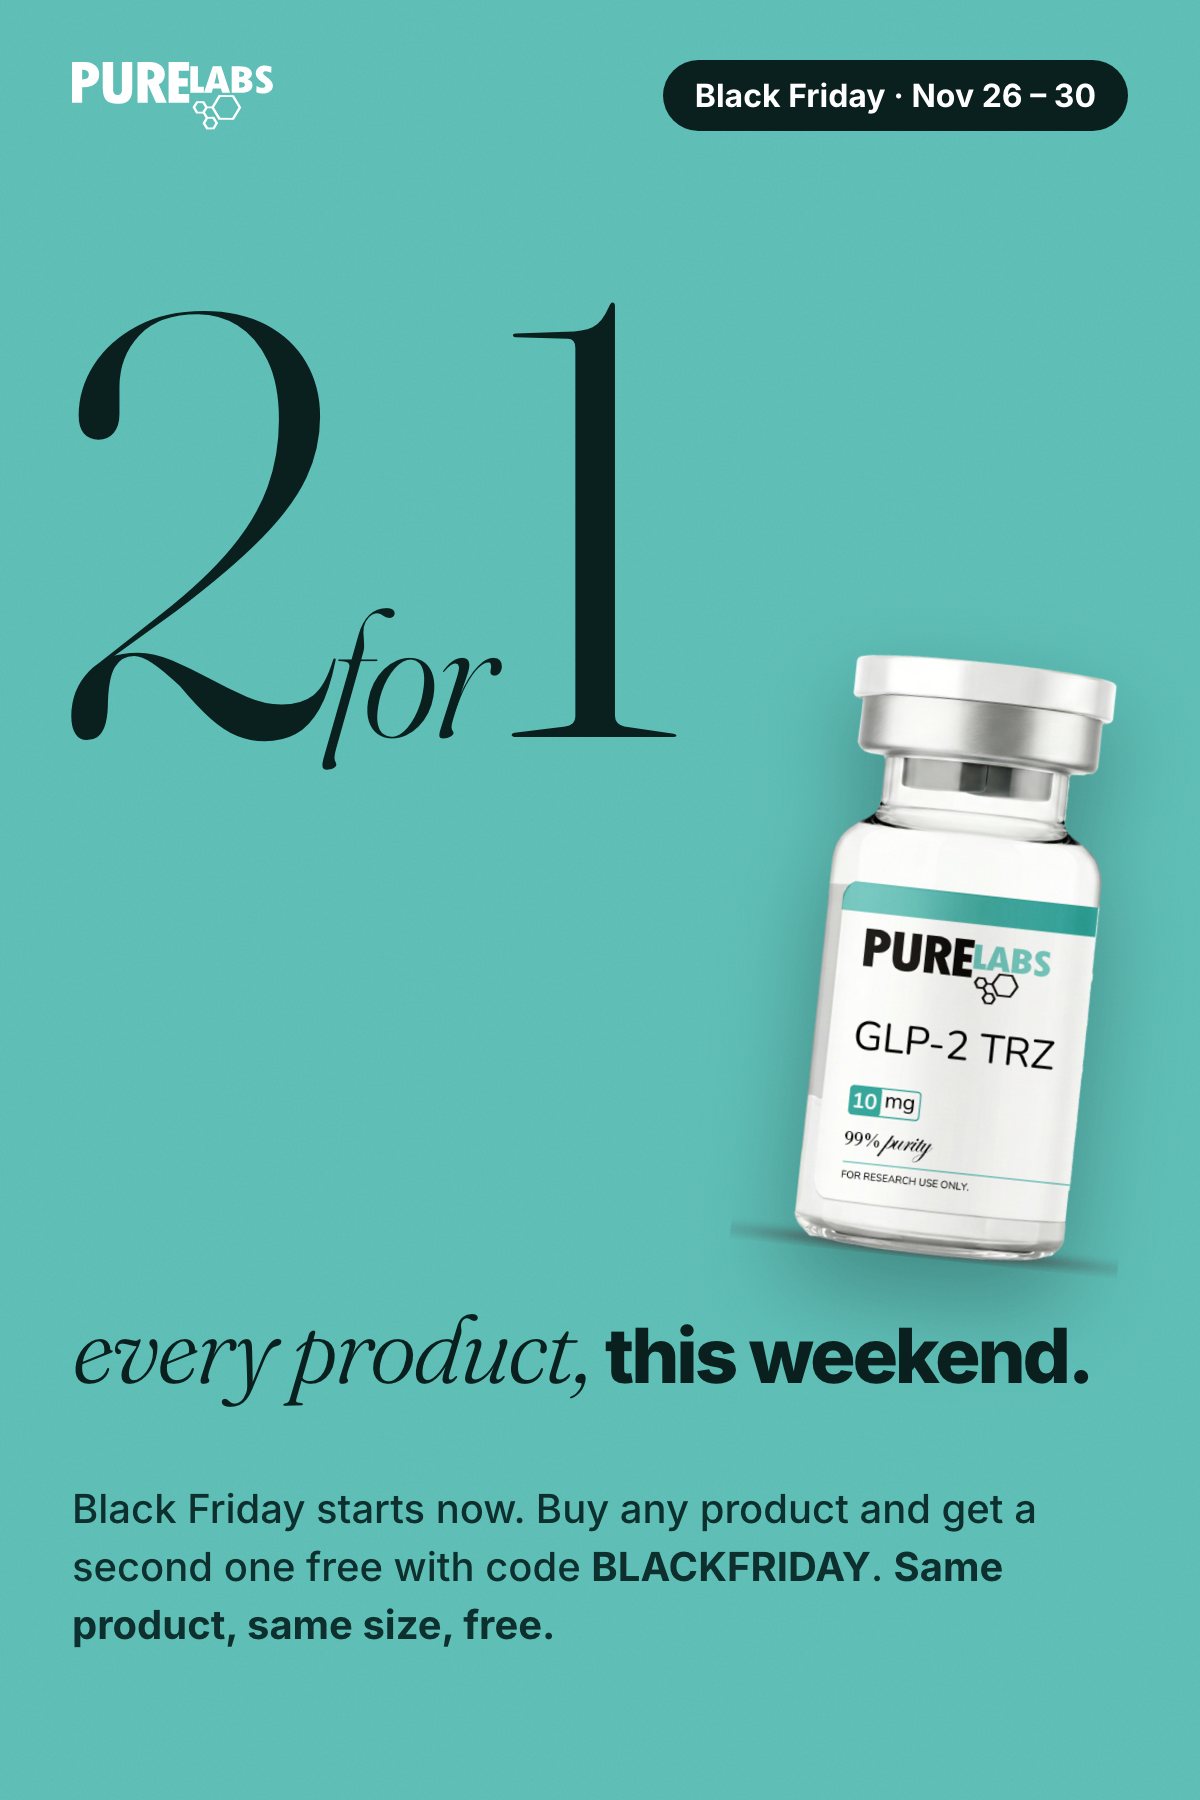 PURELABS
Black Friday · Nov 26 – 30
2 for 1
PURELABS
GLP-2 TRZ
10 mg
99% purity
FOR RESEARCH USE ONLY.
every product, this weekend.
Black Friday starts now. Buy any product and get a
second one free with code BLACKFRIDAY. Same
product, same size, free.